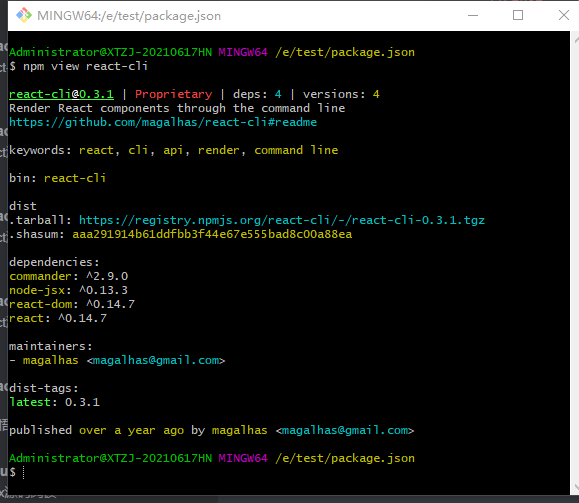 MINGW64:/e/test/package.json
Administrator@XTZJ-20210617HN MINGW64 /e/test/package.json
$ npm view react-cli
react-cli@0.3.1 | Proprietary | deps: 4 | versions: 4
Render React components through the command line
https://github.com/magalhas/react-cli#readme
keywords: react, cli, api, render, command line
bin: react-cli
dist
.tarball: https://registry.npmjs.org/react-cli/-/react-cli-0.3.1.tgz
.shasum: aaa291914b61ddfbb3f44e67e555bad8c00a88ea
dependencies:
commander: ^2.9.0
node-jsx: ^0.13.3
react-dom: ^0.14.7
react: ^0.14.7
maintainers:
- magalhas <magalhas@gmail.com>
dist-tags:
latest: 0.3.1
published over a year ago by magalhas <magalhas@gmail.com>
Administrator@XTZJ-20210617HN MINGW64 /e/test/package.json
$